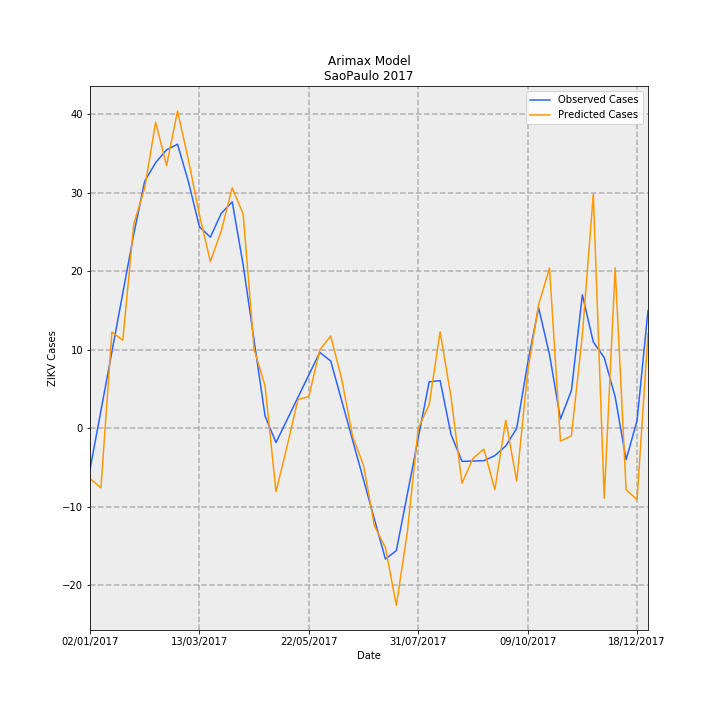 Arimax Model
SaoPaulo 2017
Observed Cases
Predicted Cases
ZIKV Cases
40
30
20
10
0
−10
−20
02/01/2017 13/03/2017 22/05/2017 31/07/2017 09/10/2017 18/12/2017
Date